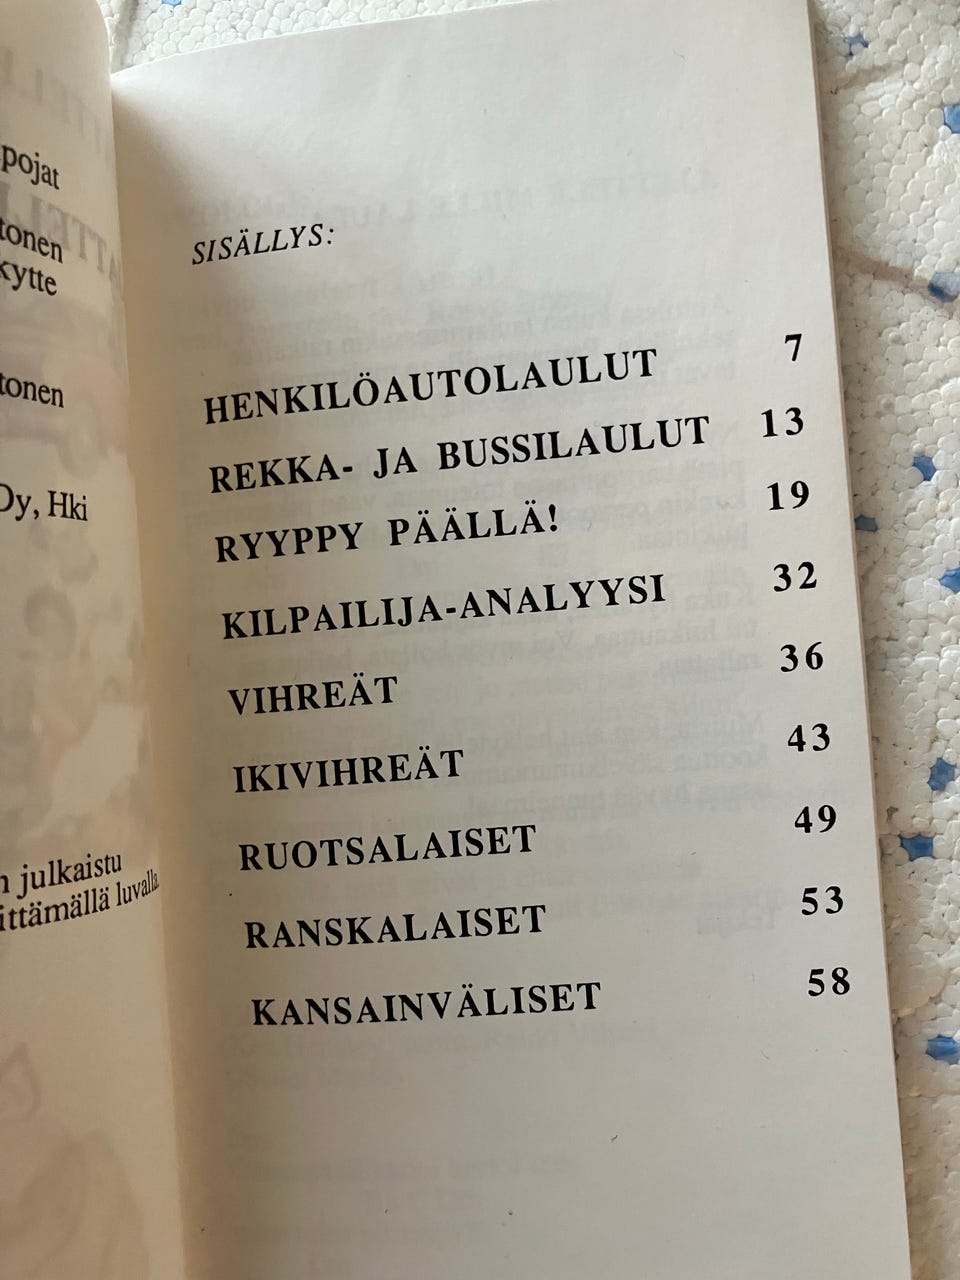 pojat
tonen
kytte
tonen
Oy, Hki
julkaistu
ittämällä luvalla
SISÄLLYS:
HENKILÖAUTOLAULUT 7
REKKA- JA BUSSILAULUT 13
RYYPPY PÄÄLLÄ! 19
KILPAILIJA-ANALYYSI 32
VIHREÄT 36
IKIVIHREÄT 43
RUOTSALAISET 49
RANSKALAISET 53
KANSAINVÄLISET 58